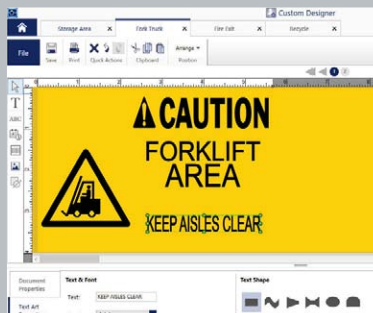 Custom Designer
Storage Area X Fork Truck X Fire Exit X Recycle X
File
Save Print Quick Actions Clipboard Arrange Position
T
ABC
CAUTION
FORKLIFT
AREA
KEEP AISLES CLEAR
Document Properties
Text & Font
Text Shape
Text: KEEP AISLES CLEAR
Text Art